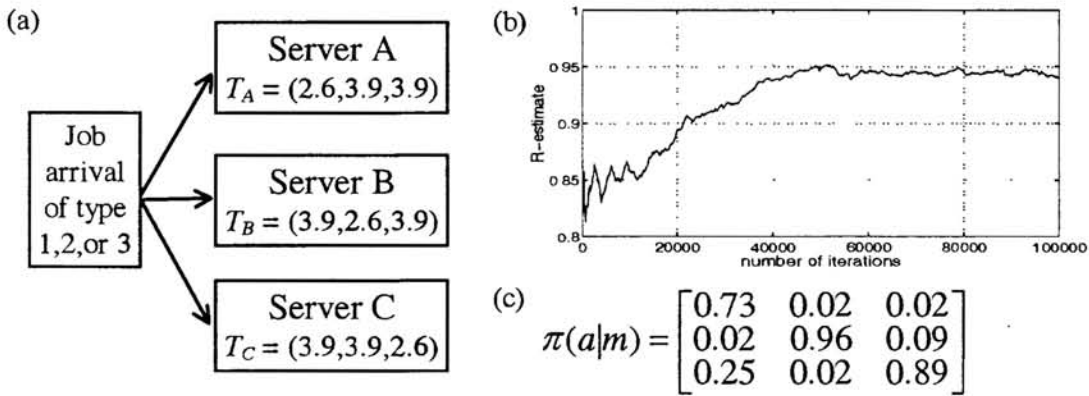 (a)
Job
arrival
of type
1,2,or 3
Server A
T_A = (2.6,3.9,3.9)
Server B
T_B = (3.9,2.6,3.9)
Server C
T_C = (3.9,3.9,2.6)
(b)
R-estimate
1
0.95
0.9
0.85
0.8
0 20000 40000 60000 80000 100000
number of iterations
(c)
π(a|m) =
0.73 0.02 0.02
0.02 0.96 0.09
0.25 0.02 0.89